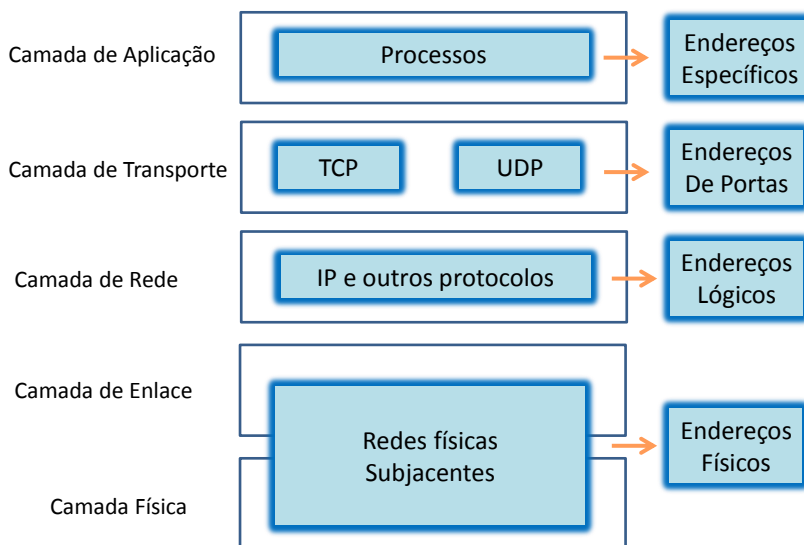 Camada de Aplicação
Processos
Endereços
Específicos
Camada de Transporte
TCP
UDP
Endereços
De Portas
Camada de Rede
IP e outros protocolos
Endereços
Lógicos
Camada de Enlace
Redes físicas
Subjacentes
Endereços
Físicos
Camada Física